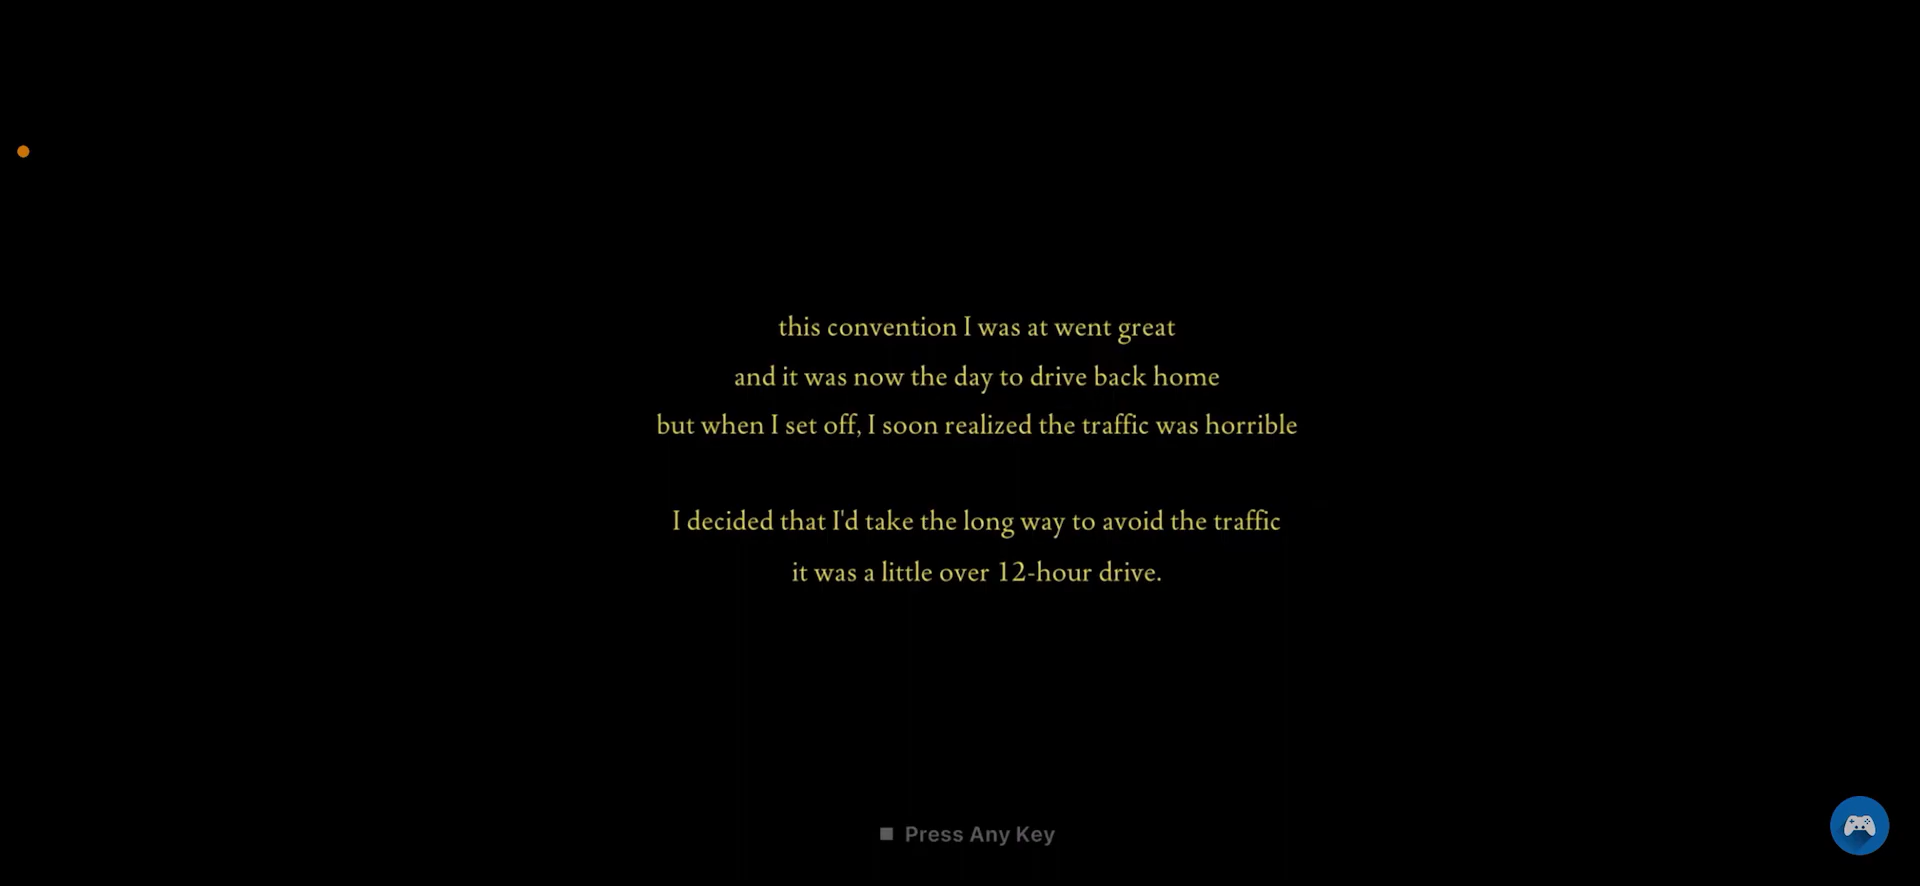 this convention I was at went great
and it was now the day to drive back home
but when I set off, I soon realized the traffic was horrible
I decided that I'd take the long way to avoid the traffic
it was a little over 12-hour drive.
Press Any Key